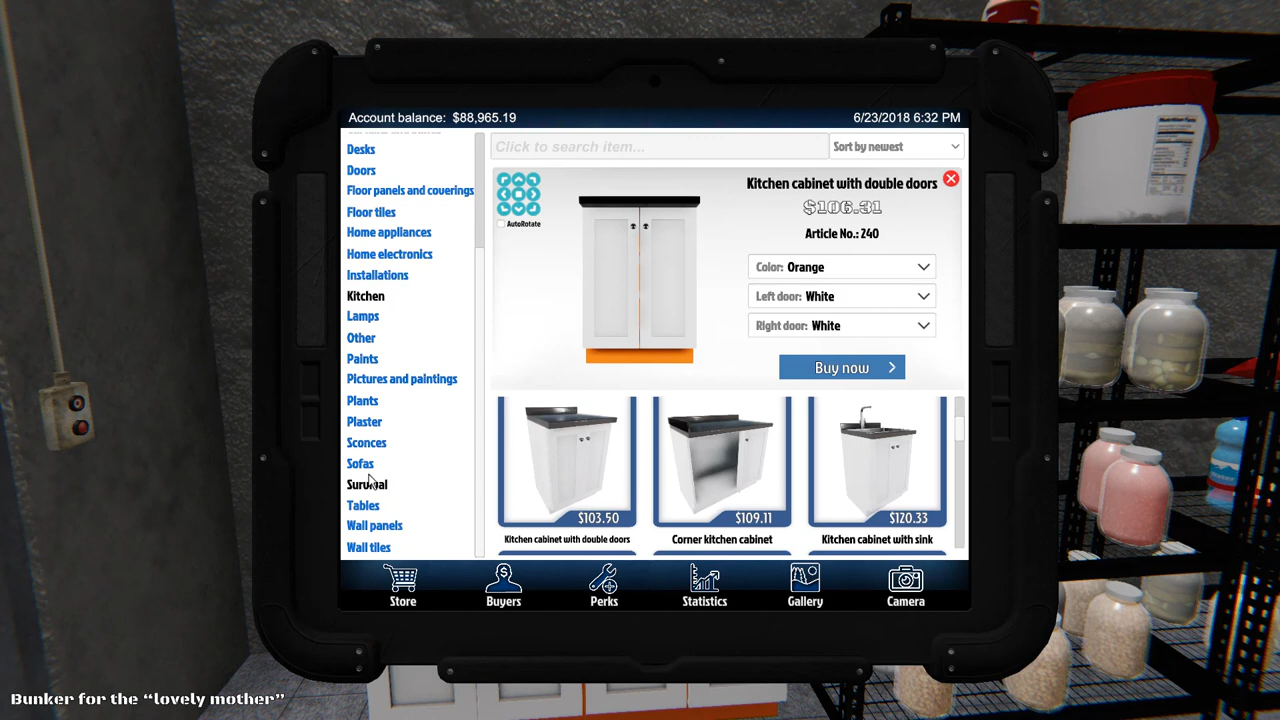 Account balance: $88,965.19
6/23/2018 6:32 PM
Click to search item...
Sort by newest
Desks
Doors
Floor panels and coverings
Floor tiles
Home appliances
Home electronics
Installations
Kitchen
Lamps
Other
Paints
Pictures and paintings
Plants
Plaster
Sconces
Sofas
Survival
Tables
Wall panels
Wall tiles
AutoRotate
Kitchen cabinet with double doors
$106.31
Article No.: 240
Color: Orange
Left door: White
Right door: White
Buy now
$103.50
$109.11
$120.33
Kitchen cabinet with double doors
Corner kitchen cabinet
Kitchen cabinet with sink
Store
Buyers
Perks
Statistics
Gallery
Camera
Nutrition Facts
Bunker for the “lovely mother”